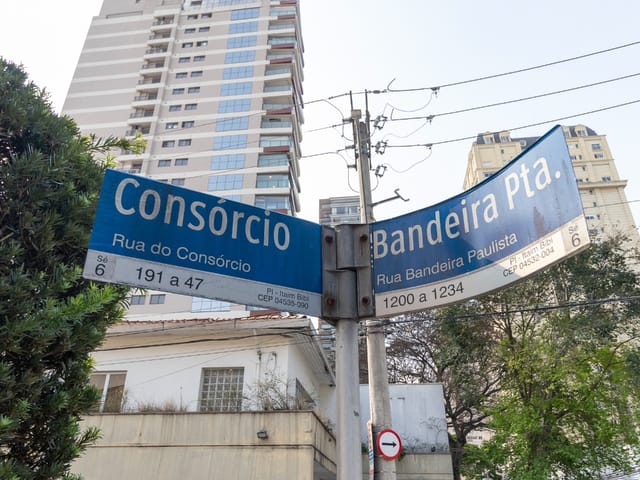 Consórcio
Rua do Consórcio
Sé
6
191 a 47
PI - Itaim Bibi
CEP 04535-090
Bandeira Pta.
Rua Bandeira Paulista
1200 a 1234
PI - Itaim Bibi
CEP 04532-004
Sé
6